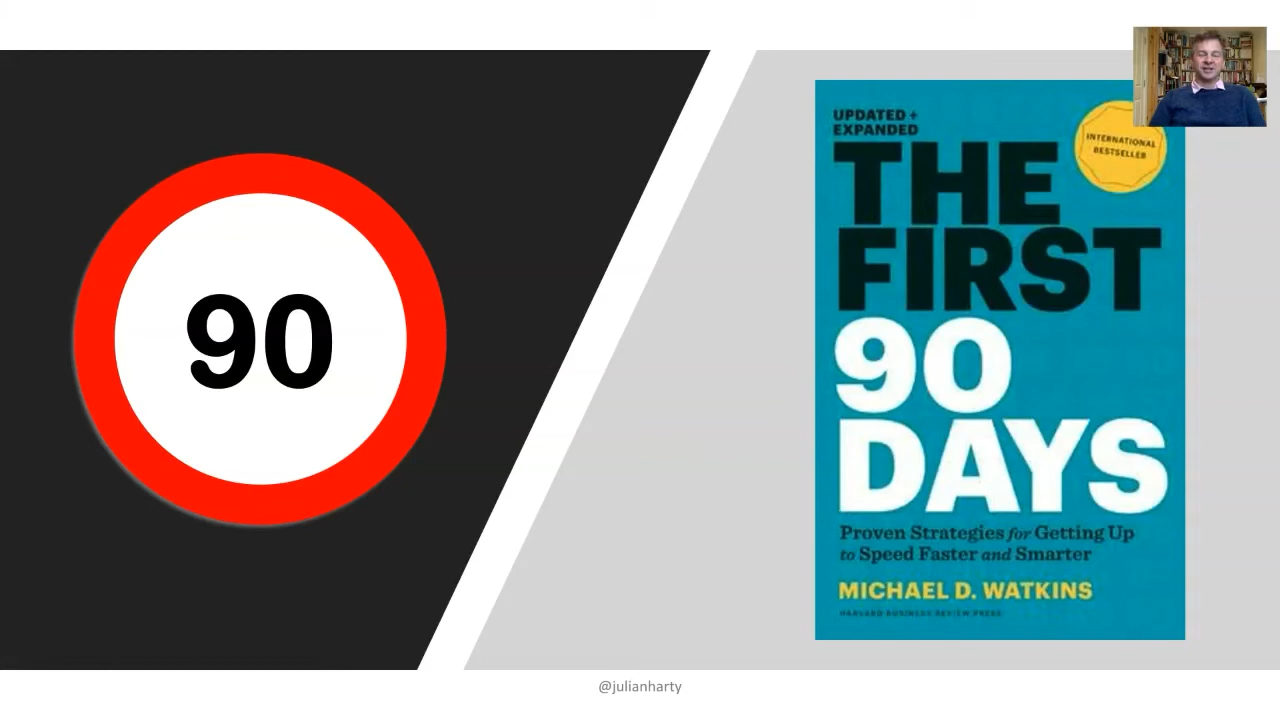 90
UPDATED +
EXPANDED
INTERNATIONAL
BESTSELLER
THE
FIRST
90
DAYS
Proven Strategies for Getting Up
to Speed Faster and Smarter
MICHAEL D. WATKINS
HARVARD BUSINESS REVIEW PRESS
@julianharty